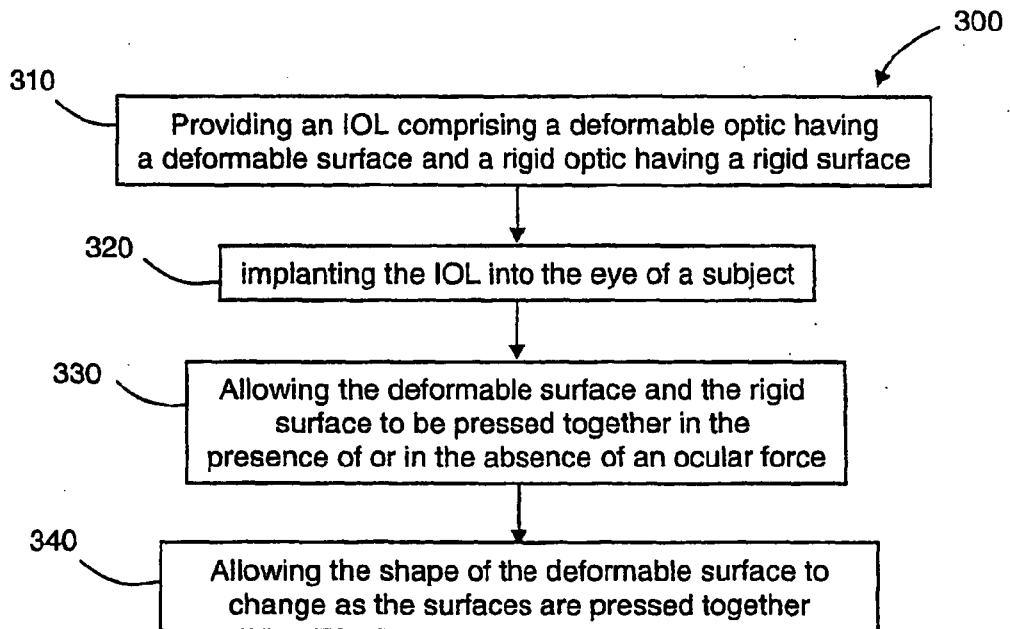 300
310
Providing an IOL comprising a deformable optic having
a deformable surface and a rigid optic having a rigid surface
320
implanting the IOL into the eye of a subject
330
Allowing the deformable surface and the rigid
surface to be pressed together in the
presence of or in the absence of an ocular force
340
Allowing the shape of the deformable surface to
change as the surfaces are pressed together